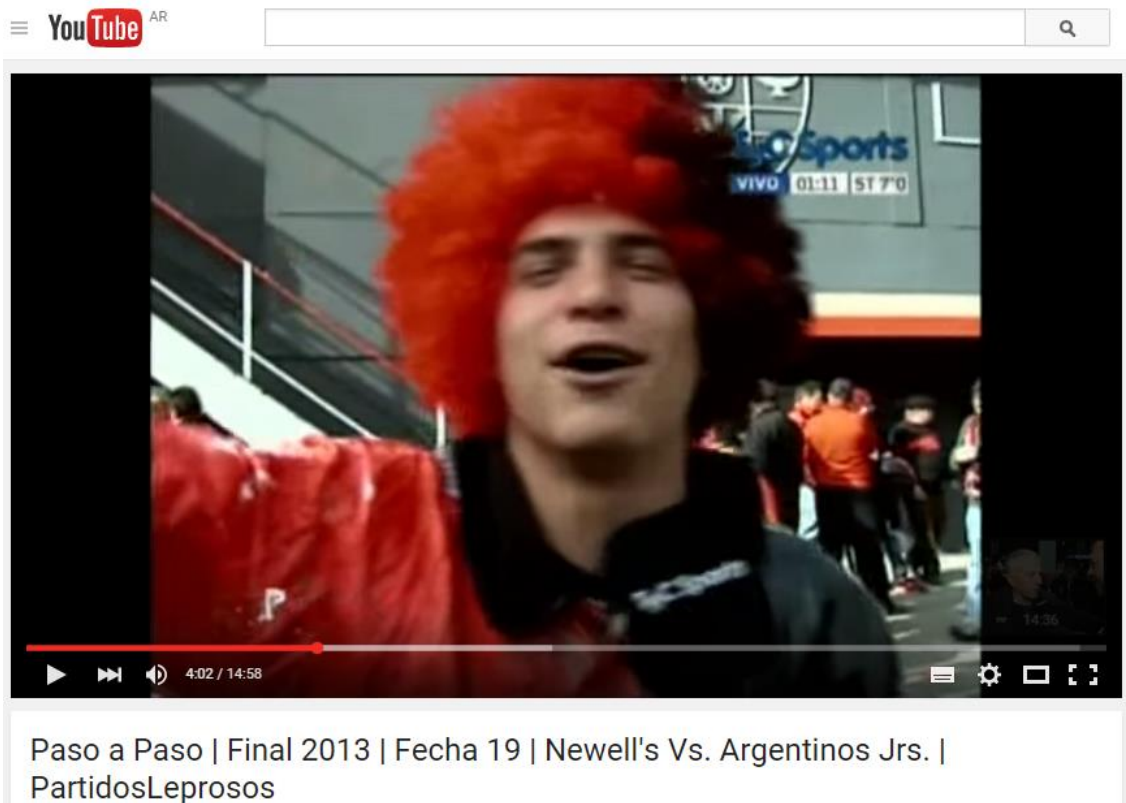 YouTube AR
TyC Sports
VIVO 01:11 ST 7°0
P
14:36
4:02 / 14:58
Paso a Paso | Final 2013 | Fecha 19 | Newell's Vs. Argentinos Jrs. |
PartidosLeprosos